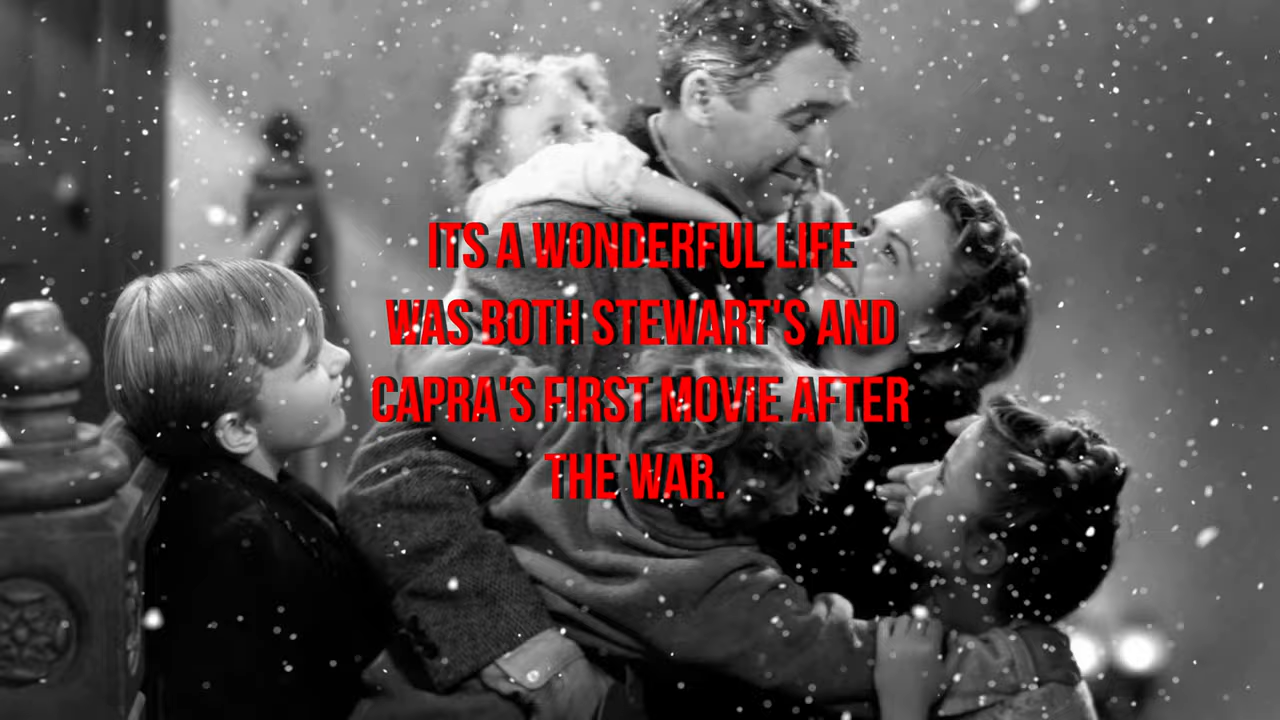 ITS A WONDERFUL LIFE
WAS BOTH STEWART'S AND
CAPRA'S FIRST MOVIE AFTER
THE WAR.